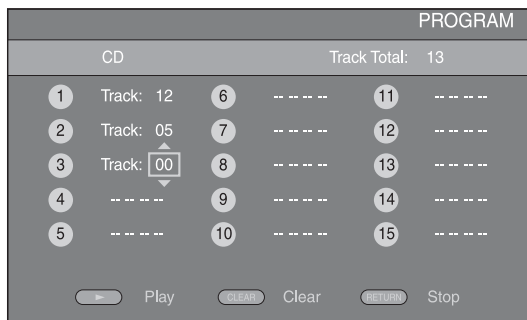 PROGRAM
CD Track Total: 13
1 Track: 12 6 -- -- -- -- 11 -- -- -- --
2 Track: 05 7 -- -- -- -- 12 -- -- -- --
3 Track: 00 8 -- -- -- -- 13 -- -- -- --
4 -- -- -- -- 9 -- -- -- -- 14 -- -- -- --
5 -- -- -- -- 10 -- -- -- -- 15 -- -- -- --
Play CLEAR Clear RETURN Stop